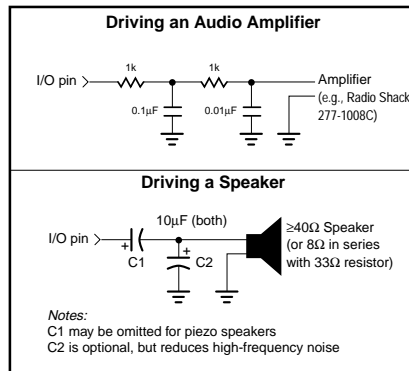 Driving an Audio Amplifier
1k
1k
I/O pin
0.1µF
0.01µF
Amplifier
(e.g., Radio Shack
277-1008C)
Driving a Speaker
10µF (both)
I/O pin
+
C1
+
C2
≥40Ω Speaker
(or 8Ω in series
with 33Ω resistor)
Notes:
C1 may be omitted for piezo speakers
C2 is optional, but reduces high-frequency noise